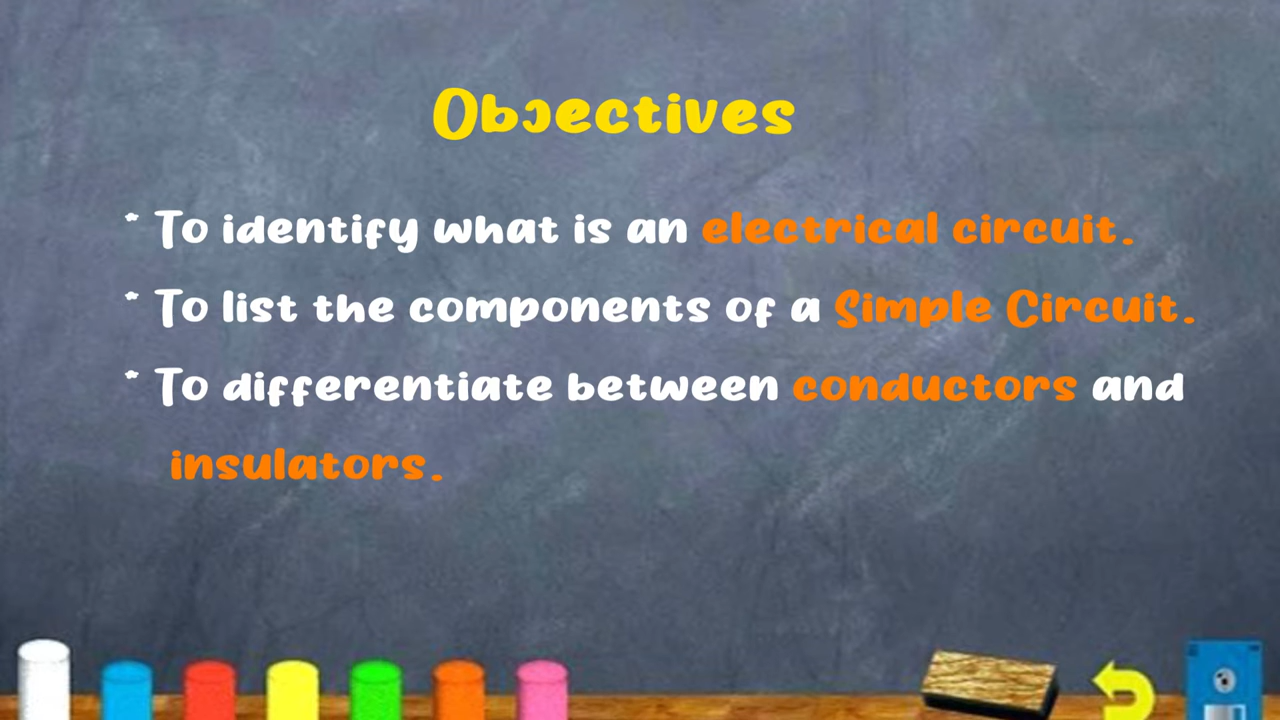 Objectives
* To identify what is an electrical circuit.
* To list the components of a Simple Circuit.
* To differentiate between conductors and
insulators.